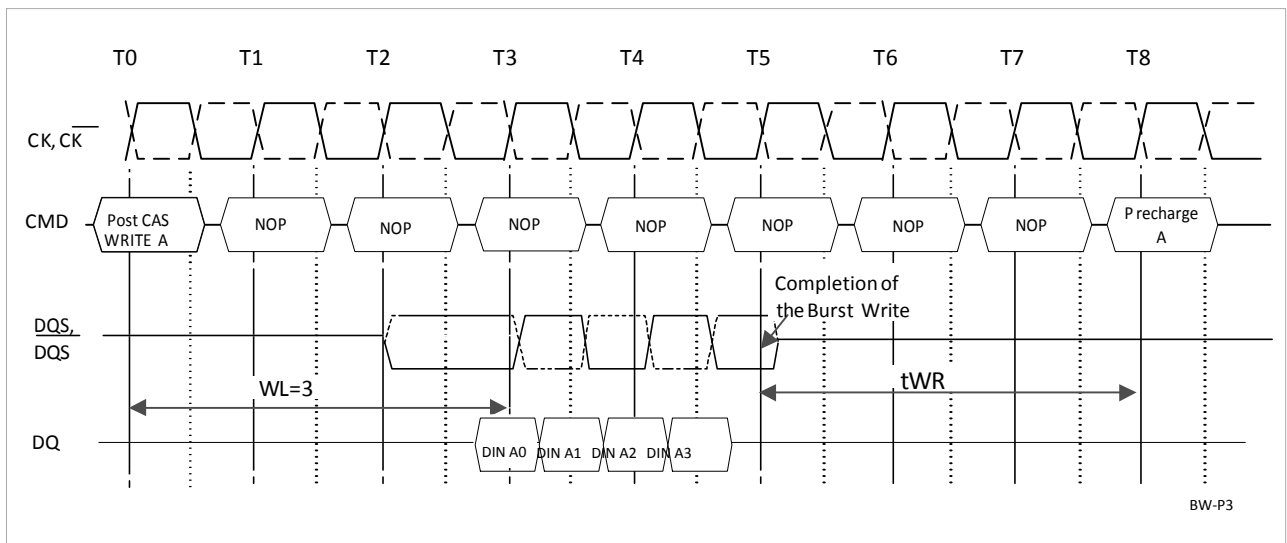 T0 T1 T2 T3 T4 T5 T6 T7 T8
CK, CK
CMD
Post CAS
WRITE A
NOP NOP NOP NOP NOP NOP NOP
P recharge
A
Completion of
the Burst Write
DQS,
DQS
WL=3
tWR
DQ
DIN A0 DIN A1 DIN A2 DIN A3
BW-P3